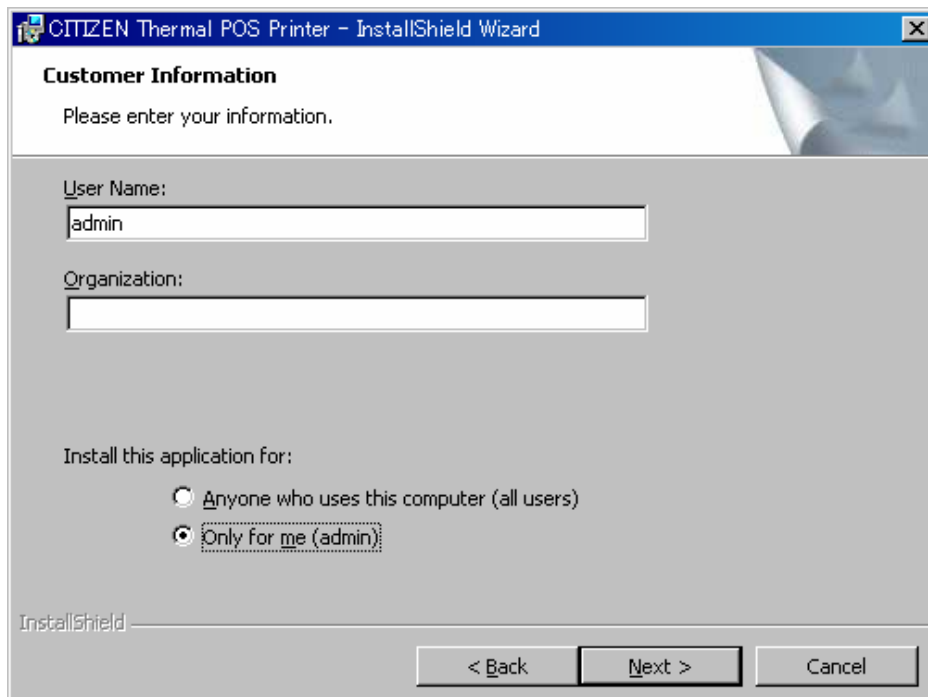 CITIZEN Thermal POS Printer - InstallShield Wizard
Customer Information
Please enter your information.
User Name:
admin
Organization:
Install this application for:
Anyone who uses this computer (all users)
Only for me (admin)
InstallShield
< Back
Next >
Cancel